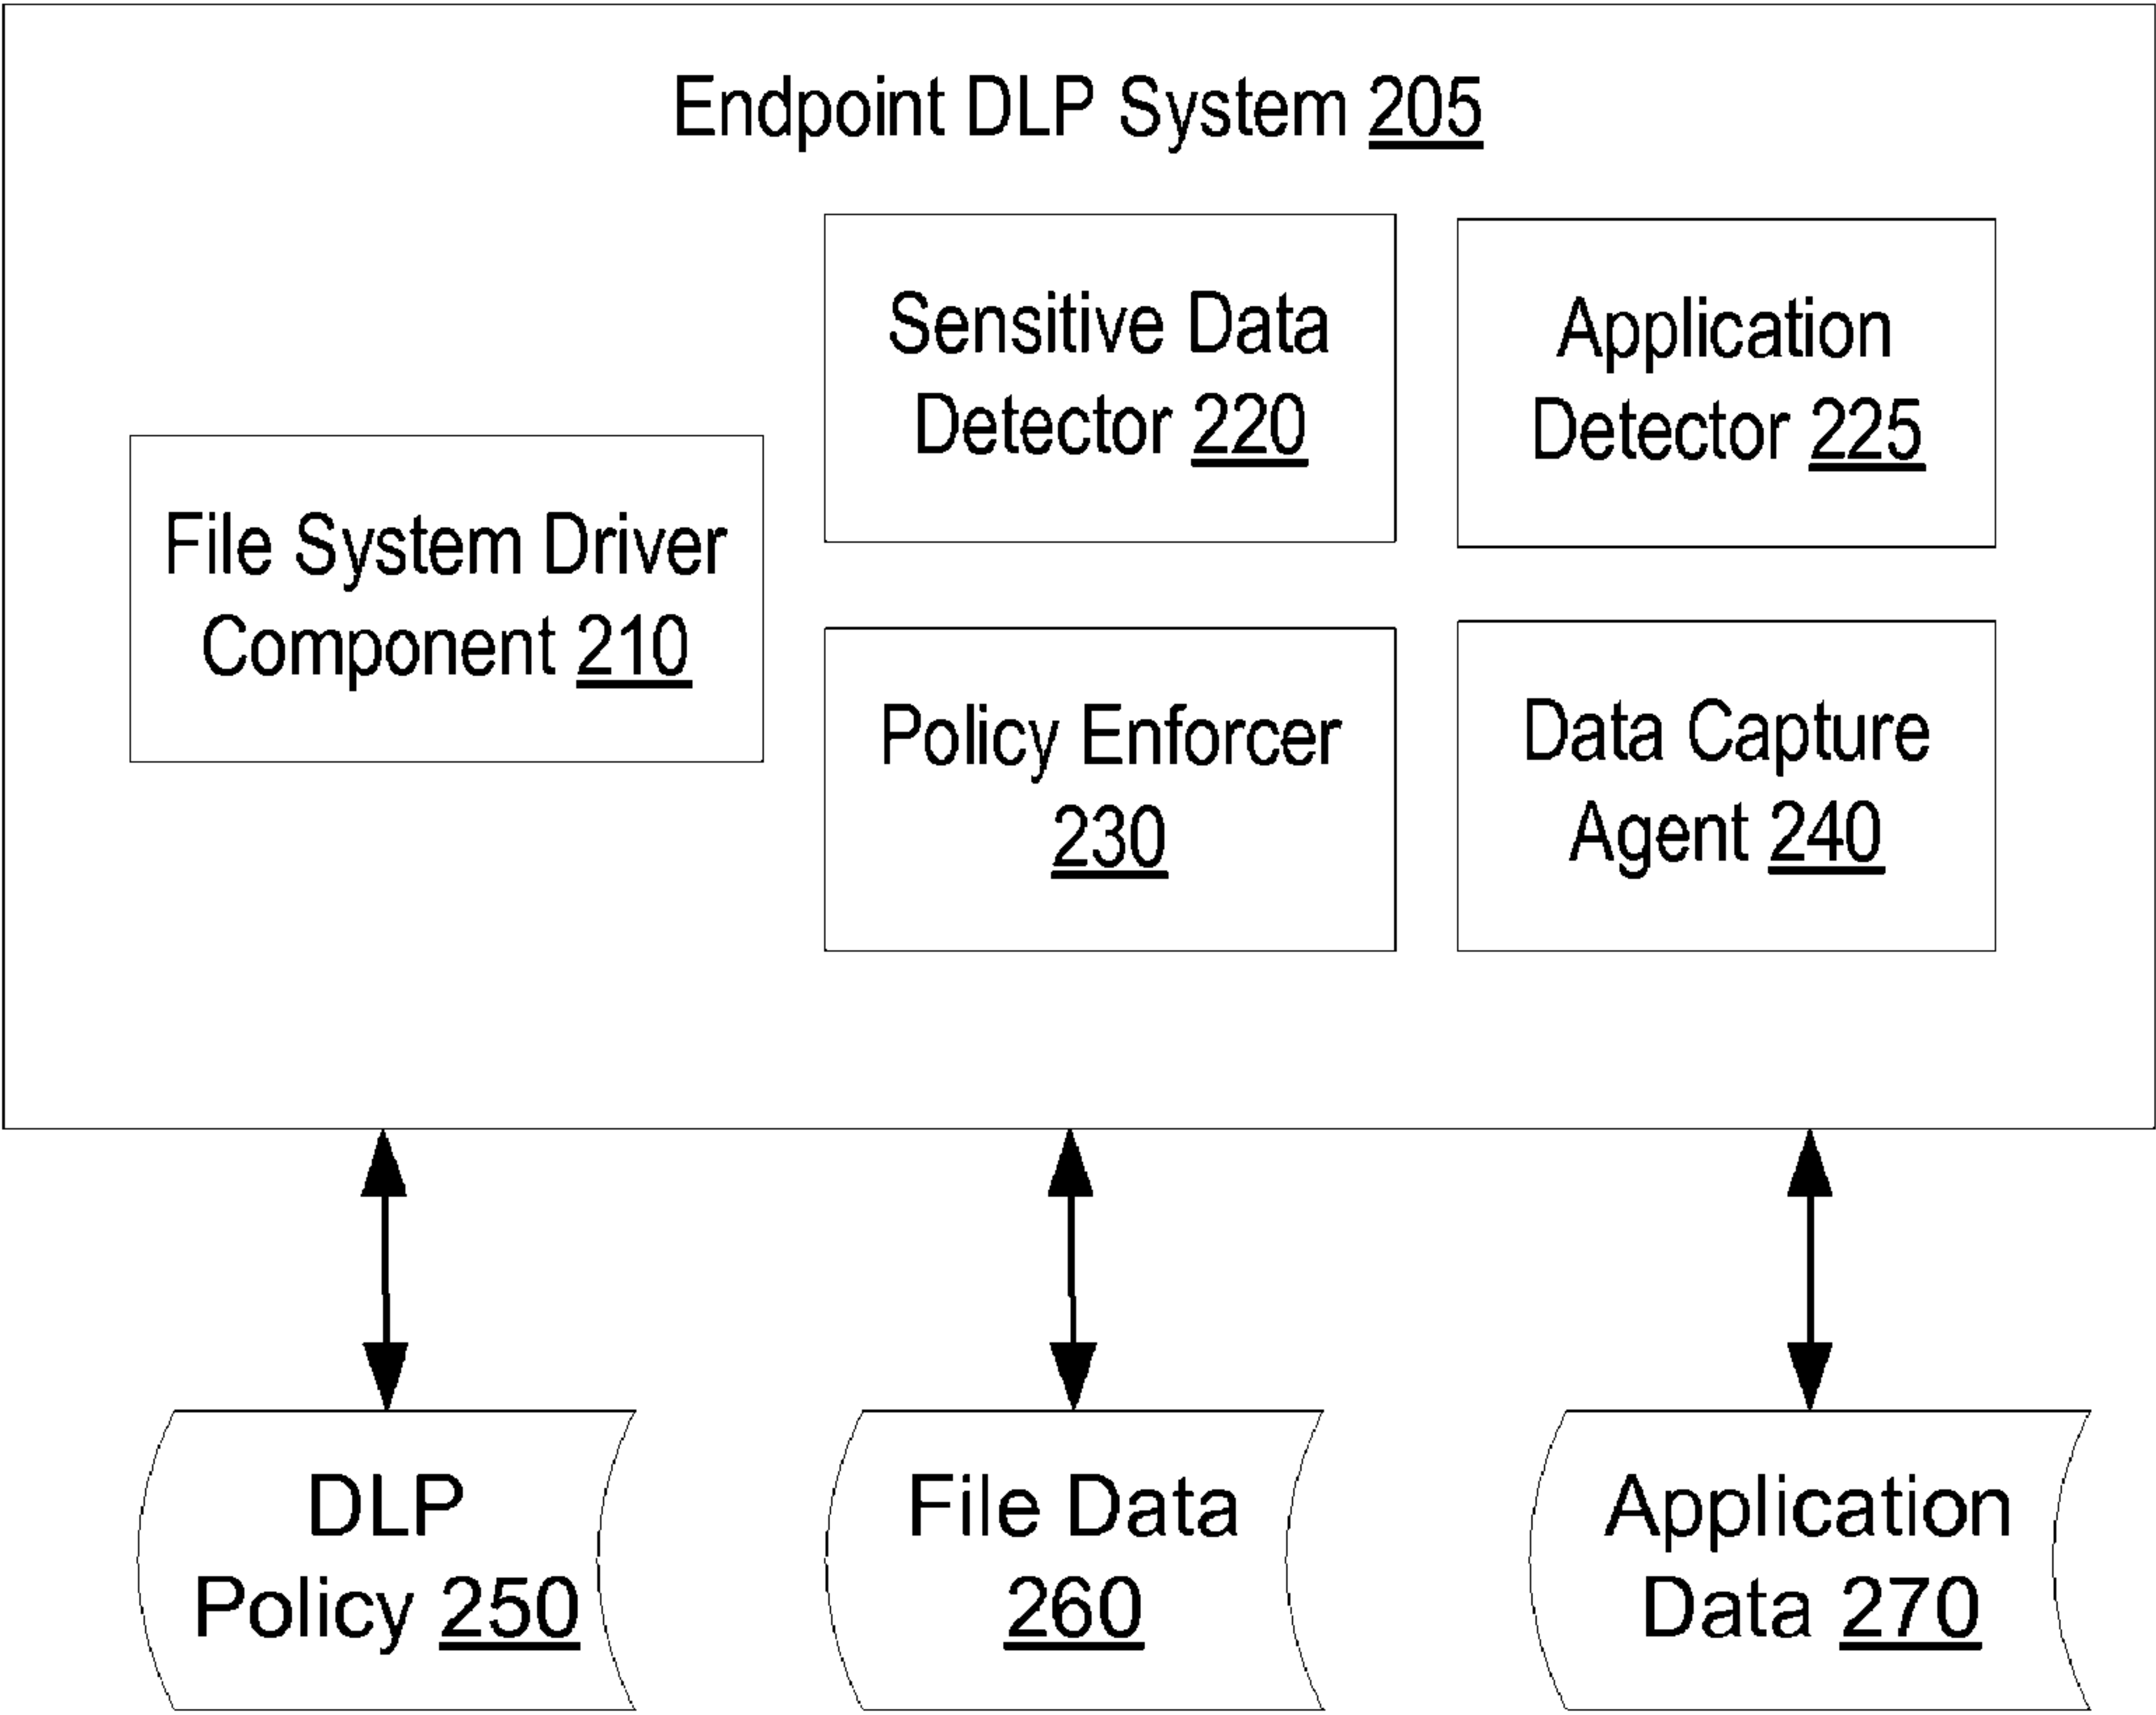 Endpoint DLP System 205
Sensitive Data
Detector 220
Application
Detector 225
File System Driver
Component 210
Policy Enforcer
230
Data Capture
Agent 240
DLP
Policy 250
File Data
260
Application
Data 270